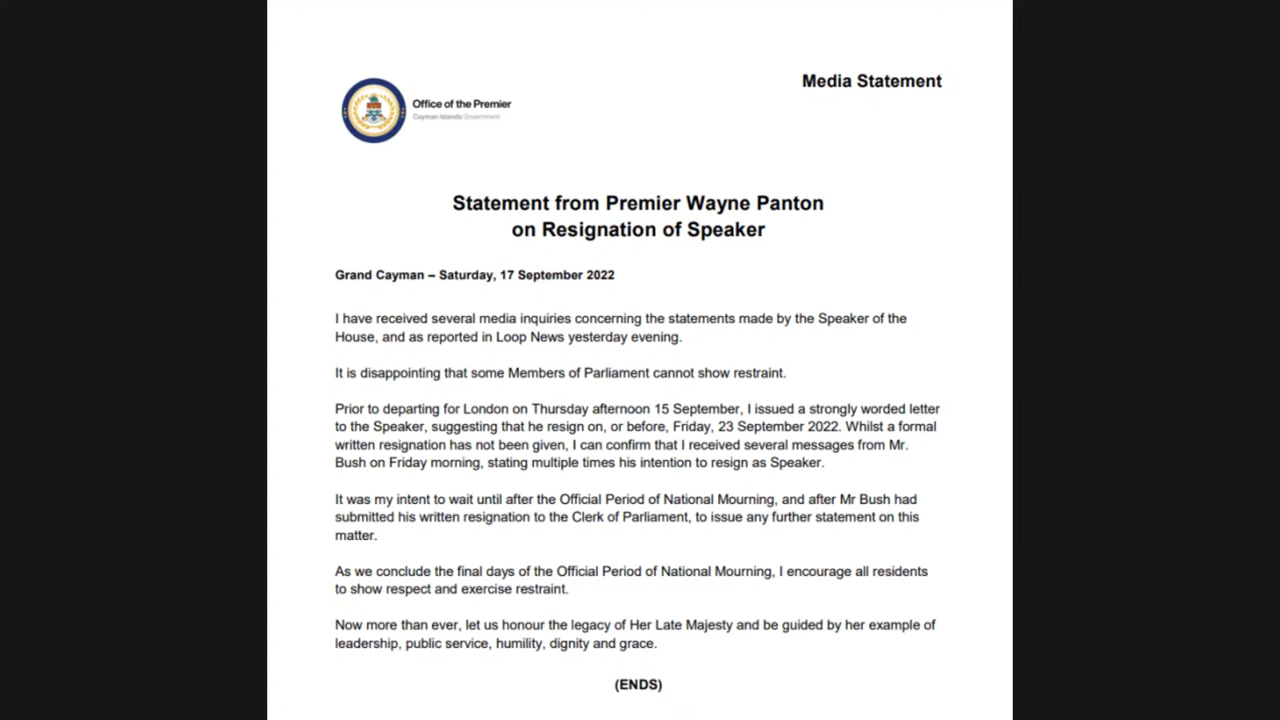 Media Statement
Office of the Premier
Cayman Islands Government
Statement from Premier Wayne Panton
on Resignation of Speaker
Grand Cayman – Saturday, 17 September 2022
I have received several media inquiries concerning the statements made by the Speaker of the
House, and as reported in Loop News yesterday evening.
It is disappointing that some Members of Parliament cannot show restraint.
Prior to departing for London on Thursday afternoon 15 September, I issued a strongly worded letter
to the Speaker, suggesting that he resign on, or before, Friday, 23 September 2022. Whilst a formal
written resignation has not been given, I can confirm that I received several messages from Mr.
Bush on Friday morning, stating multiple times his intention to resign as Speaker.
It was my intent to wait until after the Official Period of National Mourning, and after Mr Bush had
submitted his written resignation to the Clerk of Parliament, to issue any further statement on this
matter.
As we conclude the final days of the Official Period of National Mourning, I encourage all residents
to show respect and exercise restraint.
Now more than ever, let us honour the legacy of Her Late Majesty and be guided by her example of
leadership, public service, humility, dignity and grace.
(ENDS)